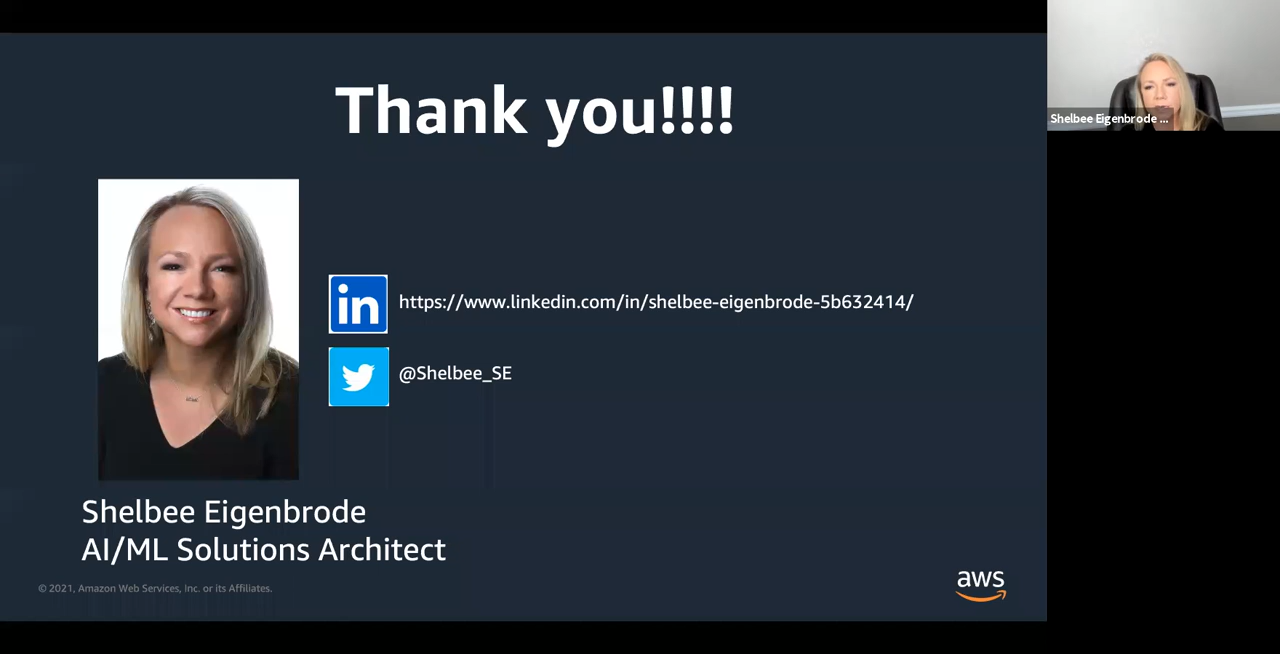 Thank you!!!!
in https://www.linkedin.com/in/shelbee-eigenbrode-5b632414/
@Shelbee_SE
Shelbee Eigenbrode
AI/ML Solutions Architect
© 2021, Amazon Web Services, Inc. or its Affiliates.
aws
Shelbee Eigenbrode ...